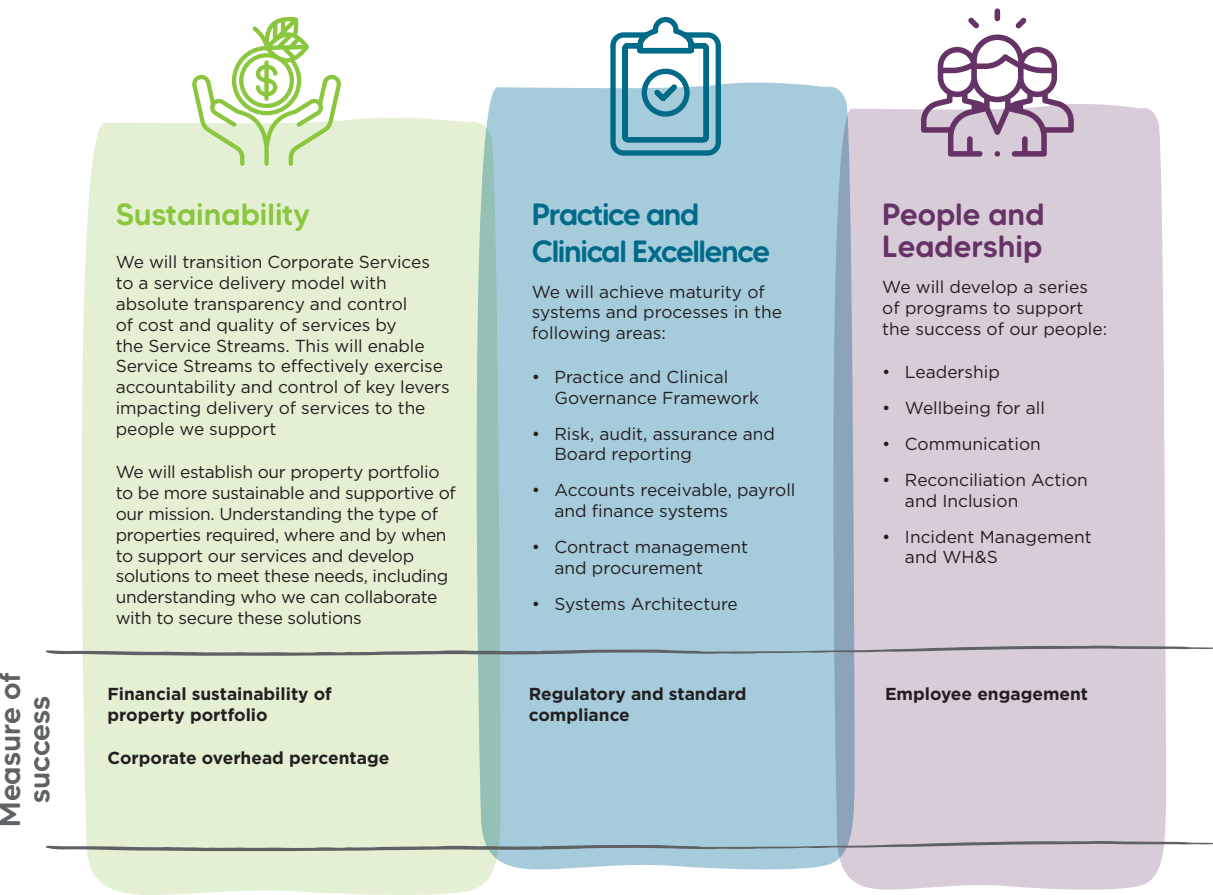 Sustainability
We will transition Corporate Services
to a service delivery model with
absolute transparency and control
of cost and quality of services by
the Service Streams. This will enable
Service Streams to effectively exercise
accountability and control of key levers
impacting delivery of services to the
people we support
We will establish our property portfolio
to be more sustainable and supportive of
our mission. Understanding the type of
properties required, where and by when
to support our services and develop
solutions to meet these needs, including
understanding who we can collaborate
with to secure these solutions
Practice and
Clinical Excellence
We will achieve maturity of
systems and processes in the
following areas:
• Practice and Clinical
Governance Framework
• Risk, audit, assurance and
Board reporting
• Accounts receivable, payroll
and finance systems
• Contract management
and procurement
• Systems Architecture
People and
Leadership
We will develop a series
of programs to support
the success of our people:
• Leadership
• Wellbeing for all
• Communication
• Reconciliation Action
and Inclusion
• Incident Management
and WH&S
Measure of
success
Financial sustainability of
property portfolio
Corporate overhead percentage
Regulatory and standard
compliance
Employee engagement